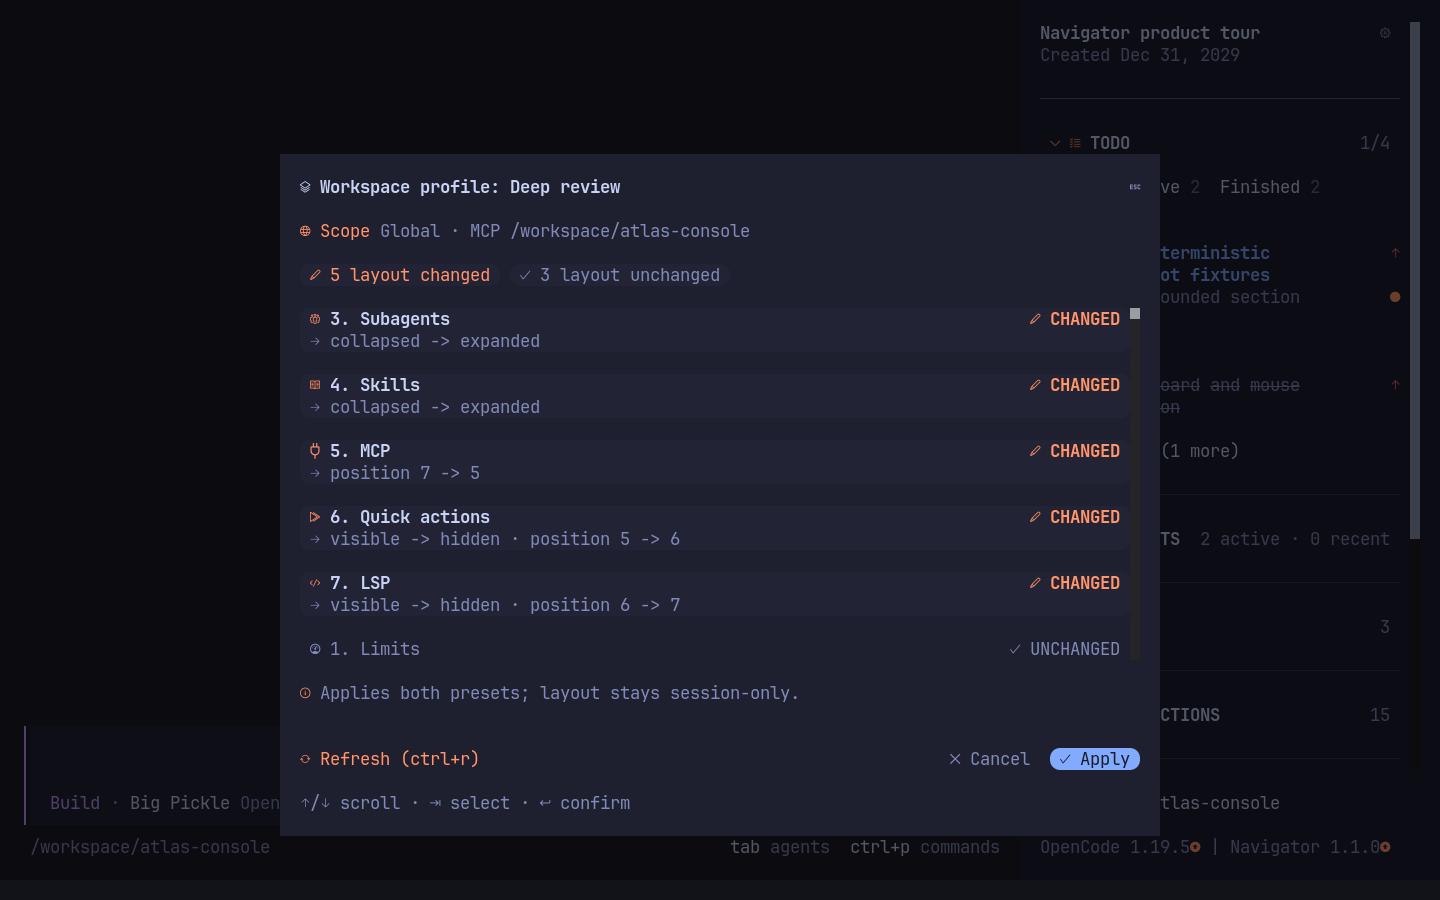 Navigator product tour
Created Dec 31, 2029
TODO 1/4
ve 2 Finished 2
terministic
ot fixtures
ounded section
oard and mouse
on
(1 more)
TS 2 active · 0 recent
3
CTIONS 15
tlas-console
Workspace profile: Deep review ESC
Scope Global · MCP /workspace/atlas-console
5 layout changed 3 layout unchanged
3. Subagents CHANGED
→ collapsed -> expanded
4. Skills CHANGED
→ collapsed -> expanded
5. MCP CHANGED
→ position 7 -> 5
6. Quick actions CHANGED
→ visible -> hidden · position 5 -> 6
7. LSP CHANGED
→ visible -> hidden · position 6 -> 7
1. Limits UNCHANGED
Applies both presets; layout stays session-only.
Refresh (ctrl+r) Cancel Apply
↑/↓ scroll · ⇥ select · ↩ confirm
Build · Big Pickle Open
/workspace/atlas-console tab agents ctrl+p commands
OpenCode 1.19.5 | Navigator 1.1.0